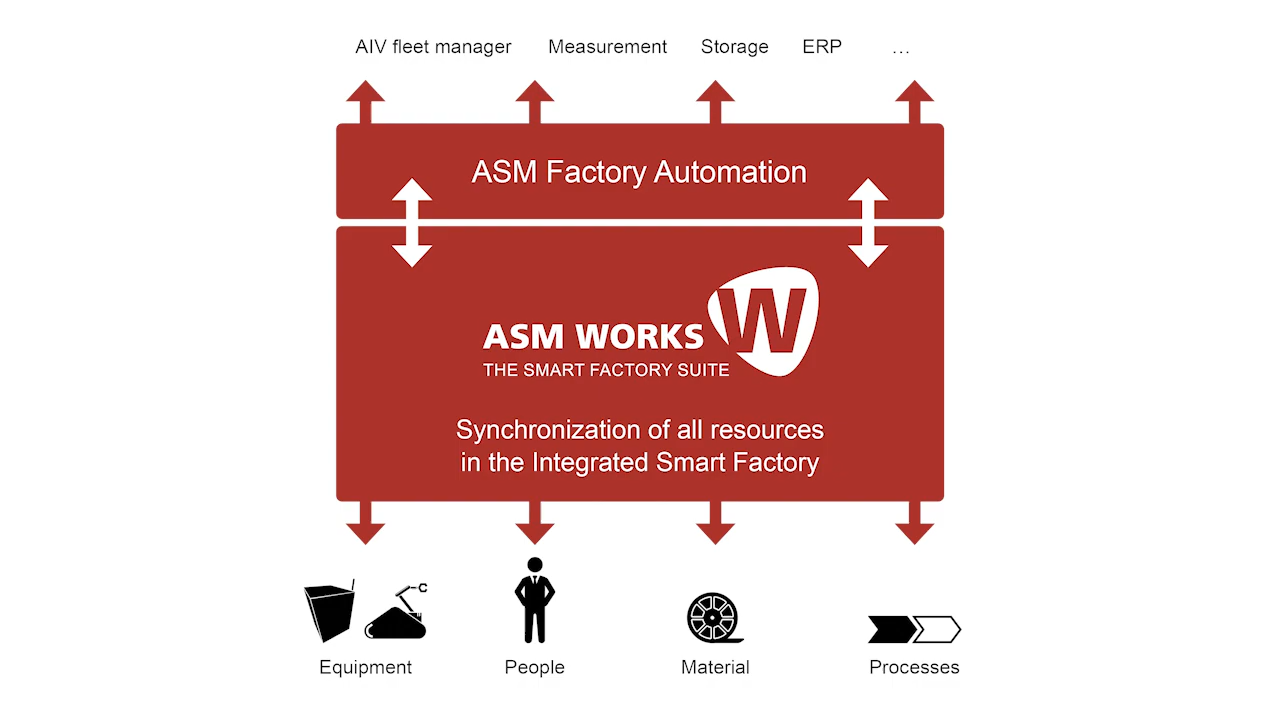 AIV fleet manager Measurement Storage ERP ...
ASM Factory Automation
W
ASM WORKS
THE SMART FACTORY SUITE
Synchronization of all resources
in the Integrated Smart Factory
Equipment People Material Processes